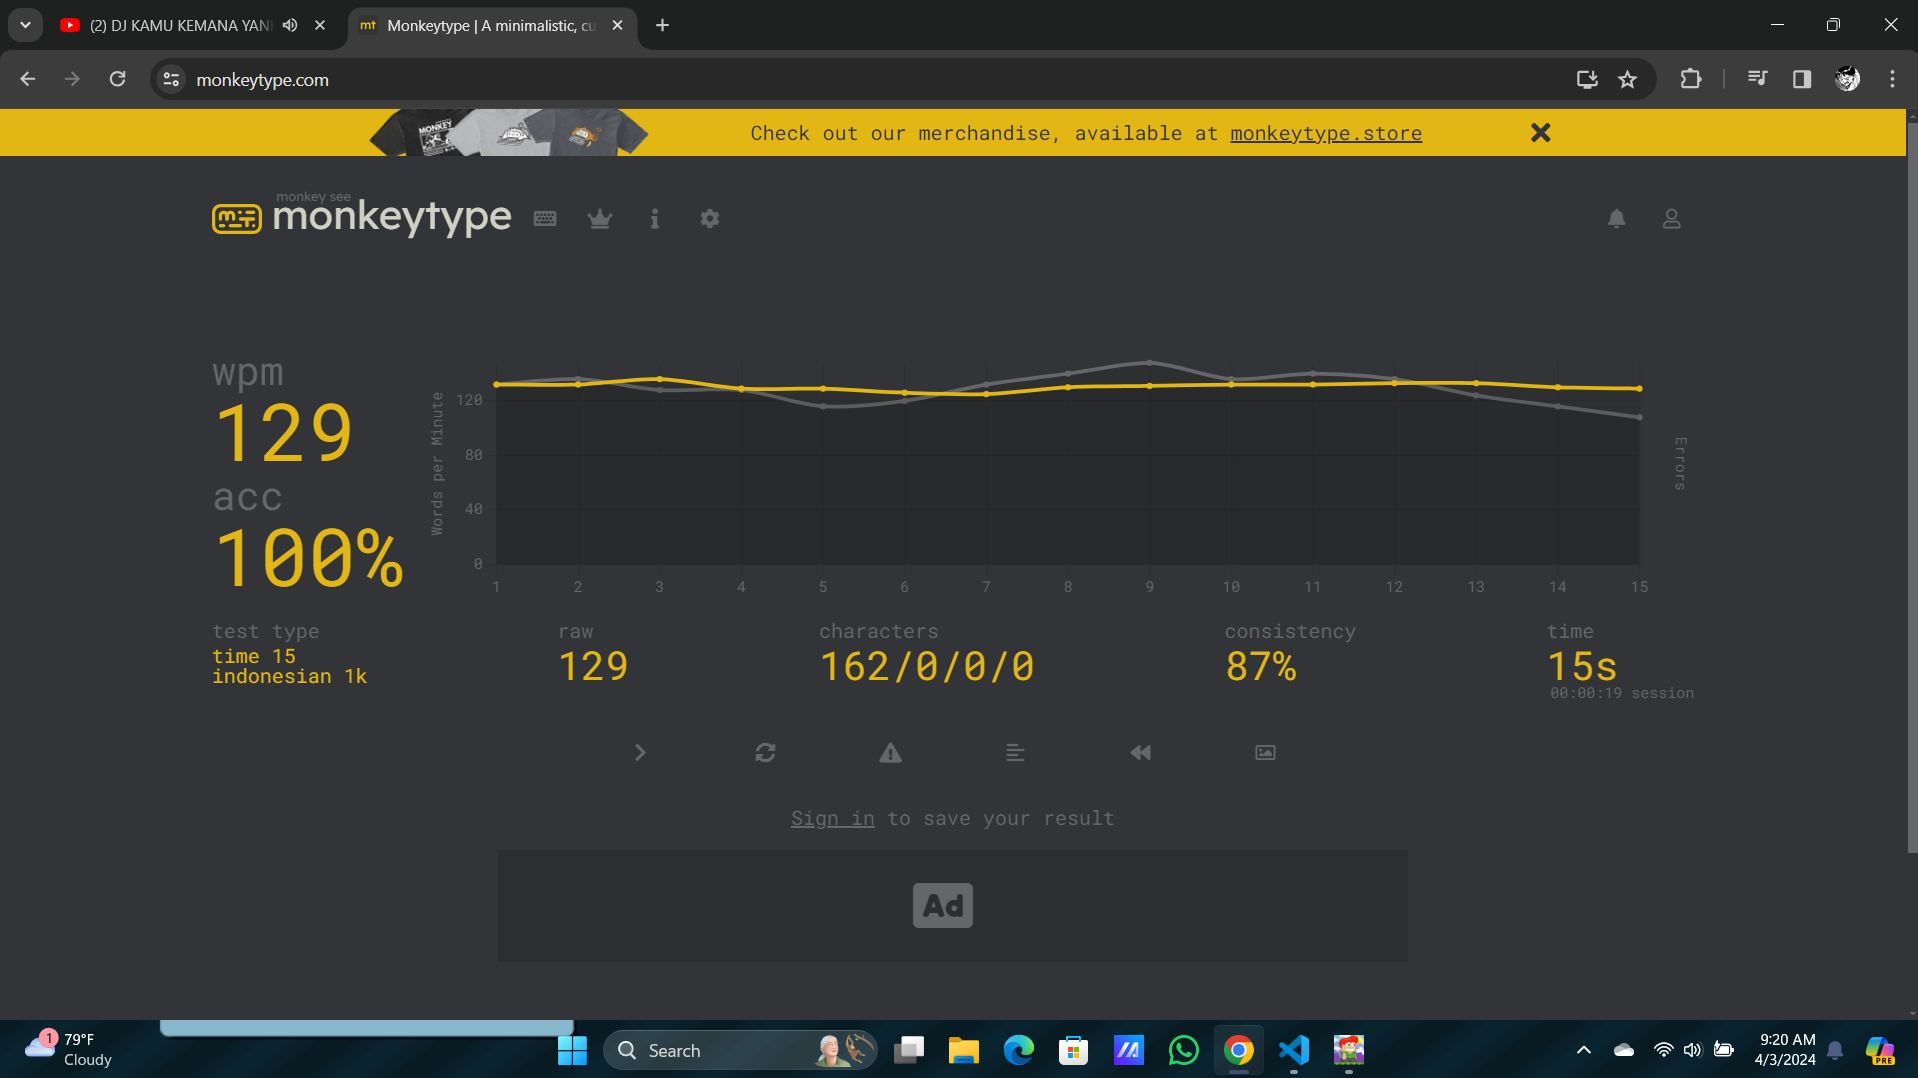 (2) DJ KAMU KEMANA YAN
Monkeytype | A minimalistic, cu
monkeytype.com
MONKEY
Check out our merchandise, available at monkeytype.store
monkey see
monkeytype
wpm
129
acc
100%
Words per Minute
120
80
40
0
1 2 3 4 5 6 7 8 9 10 11 12 13 14 15
Errors
test type
time 15
indonesian 1k
raw
129
characters
162/0/0/0
consistency
87%
time
15s
00:00:19 session
Sign in to save your result
Ad
1
79°F
Cloudy
Search
9:20 AM
4/3/2024
PRE